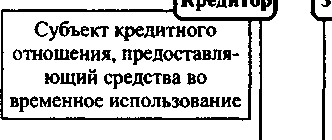 Кредитор
Субъект кредитного
отношения, предоставля-
ющий средства во
временное использование